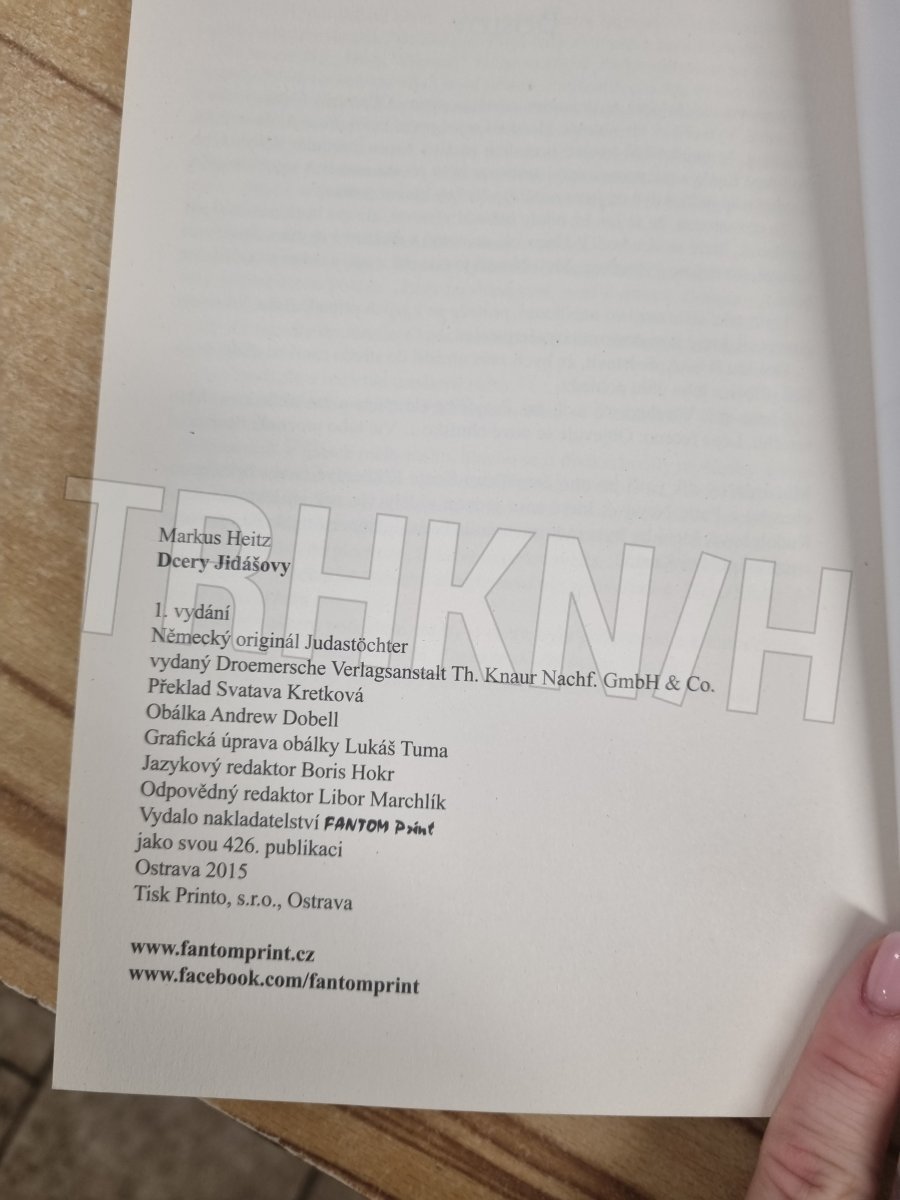 Markus Heitz
Dcery Jidášovy
1. vydání
Německý originál Judastöchter
vydaný Droemersche Verlagsanstalt Th. Knaur Nachf. GmbH & Co.
Překlad Svatava Kretková
Obálka Andrew Dobell
Grafická úprava obálky Lukáš Tuma
Jazykový redaktor Boris Hokr
Odpovědný redaktor Libor Marchlík
Vydalo nakladatelství FANTOM Print
jako svou 426. publikaci
Ostrava 2015
Tisk Printo, s.r.o., Ostrava
www.fantomprint.cz
www.facebook.com/fantomprint
TRHKN/H